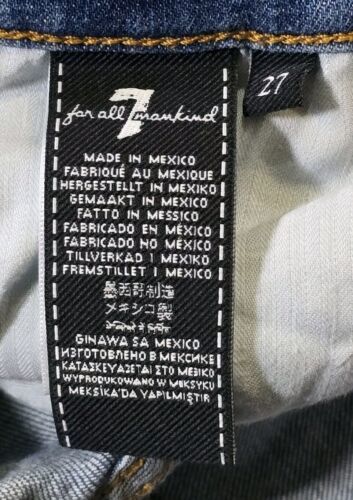 for all 7 mankind
27
MADE IN MEXICO
FABRIQUÉ AU MEXIQUE
HERGESTELLT IN MEXIKO
GEMAAKT IN MEXICO
FATTO IN MESSICO
FABRICADO EN MÉXICO
FABRICADO NO MÉXICO
TILLVERKAD I MEXIKO
FREMSTILLET I MEXICO
墨西哥制造
メキシコ製
GINAWA SA MEXICO
ИЗГОТОВЛЕНО В МЕКСИКЕ
ΚΑΤΑΣΚΕΥΑΖΕΤΑΙ ΣΤΟ ΜΕΞΙΚΟ
WYPRODUKOWANO W MEKSYKU
MEKSİKA'DA YAPILMIŞTIR